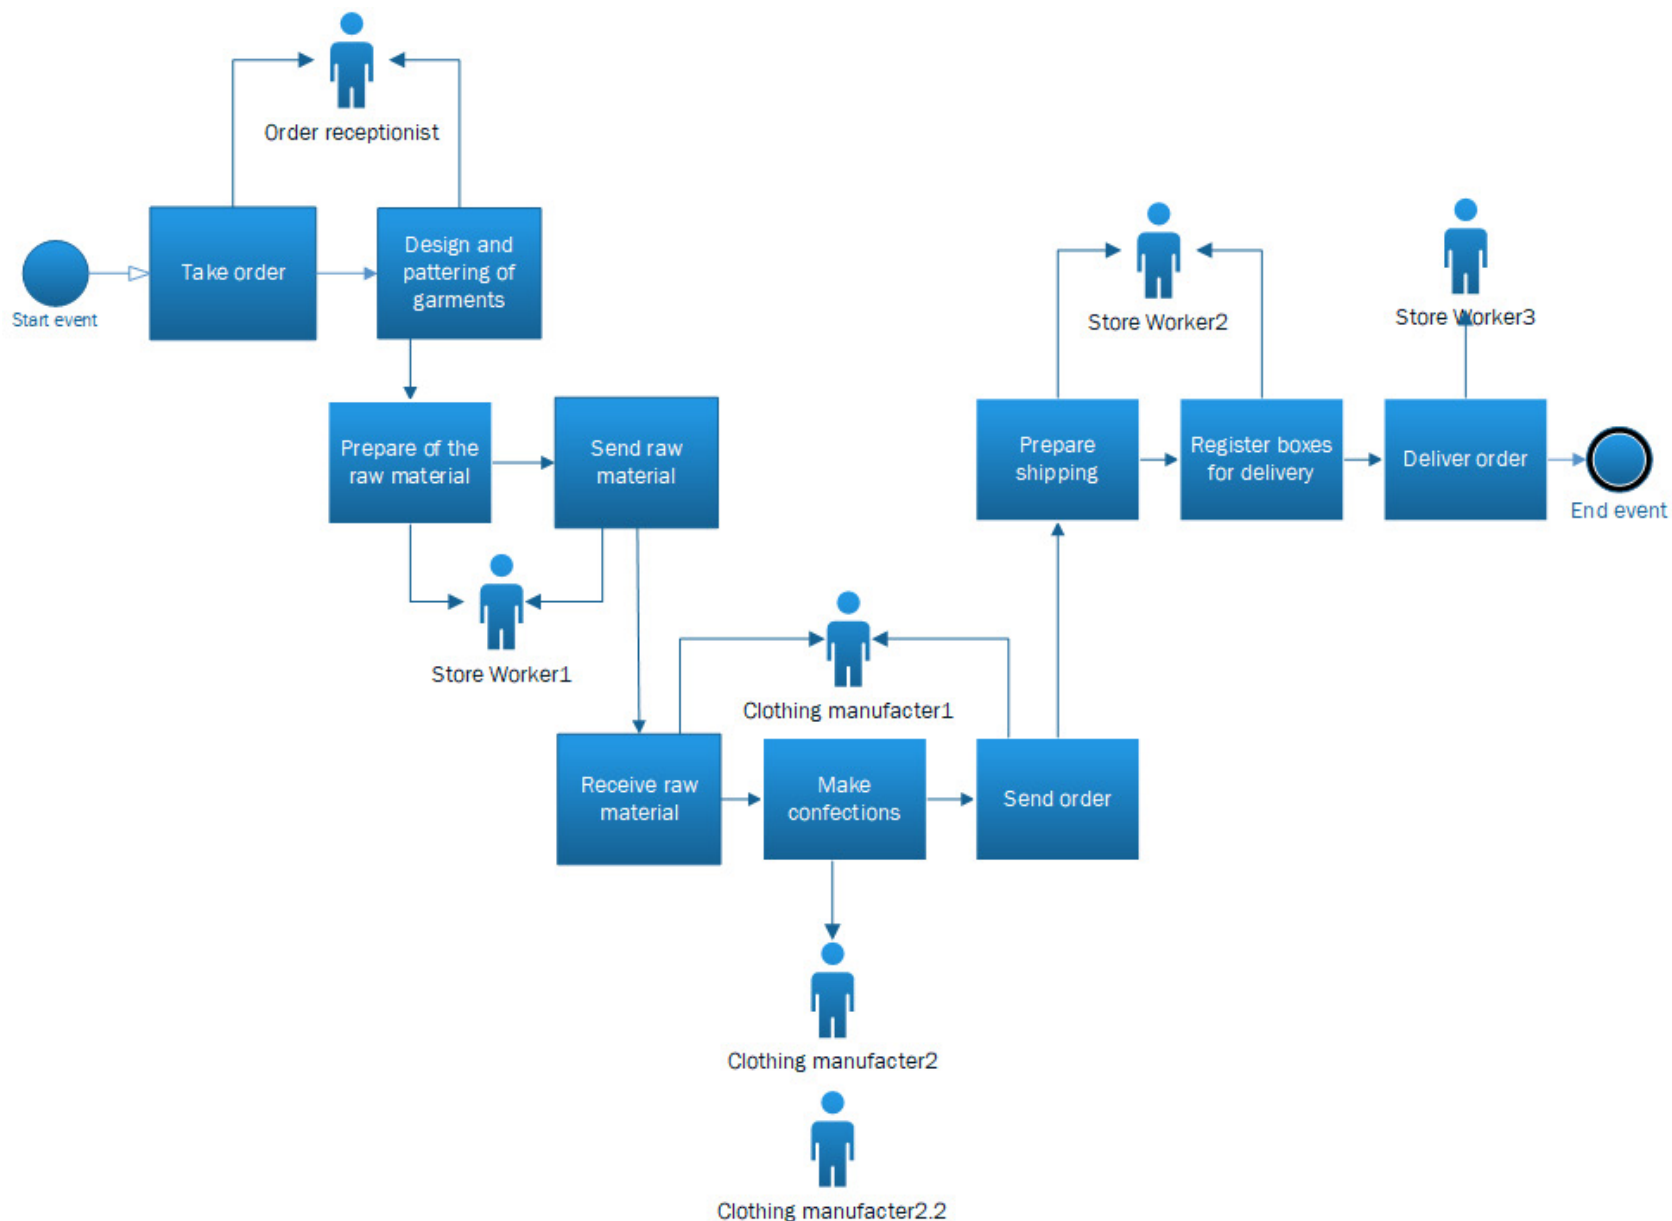 Order receptionist
Take order
Design and
pattering of
garments
Start event
Store Worker2
Store Worker3
Prepare of the
raw material
Send raw
material
Prepare
shipping
Register boxes
for delivery
Deliver order
End event
Store Worker1
Clothing manufacter1
Receive raw
material
Make
confections
Send order
Clothing manufacter2
Clothing manufacter2.2